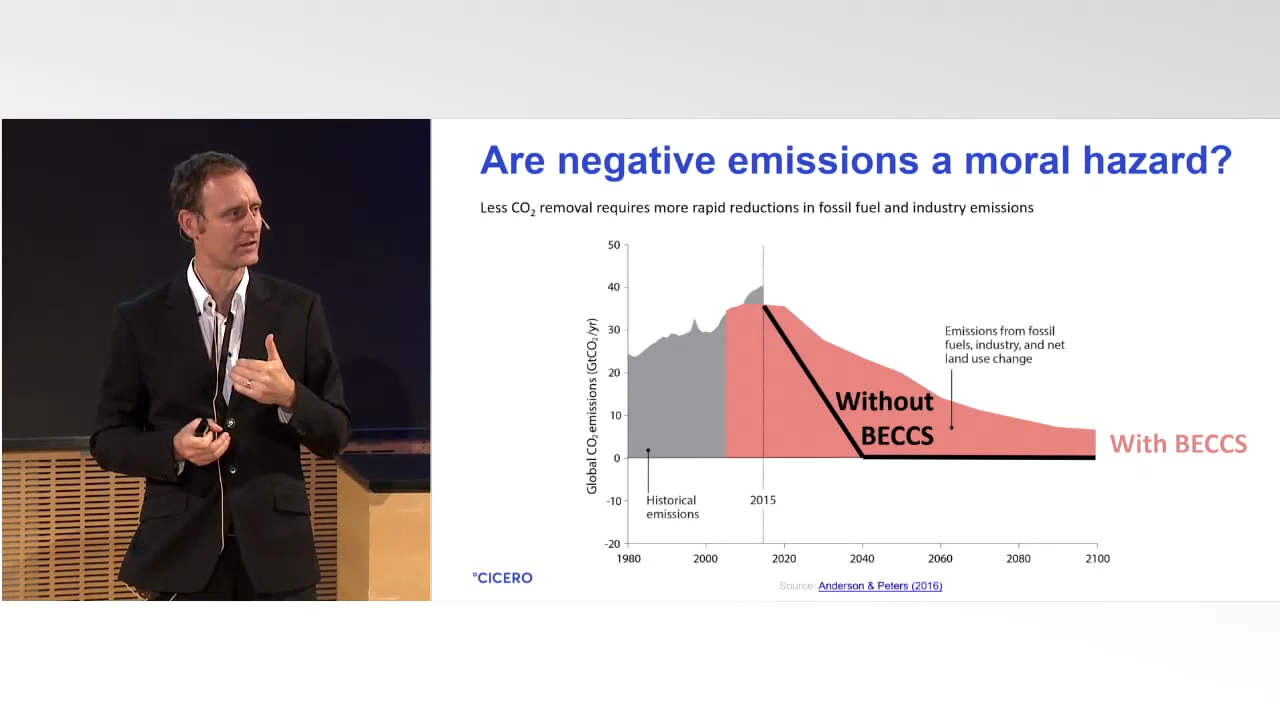 Are negative emissions a moral hazard?
Less CO₂ removal requires more rapid reductions in fossil fuel and industry emissions
50
40
30
20
10
0
-10
-20
Global CO₂ emissions (GtCO₂/yr)
Emissions from fossil
fuels, industry, and net
land use change
Without
BECCS
With BECCS
Historical
emissions
2015
1980
2000
2020
2040
2060
2080
2100
°CICERO
Source: Anderson & Peters (2016)